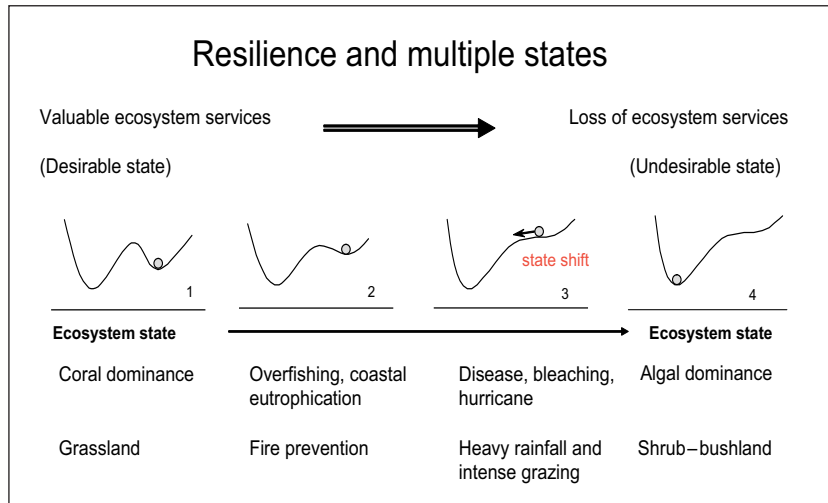 Resilience and multiple states
Valuable ecosystem services
Loss of ecosystem services
(Desirable state)
(Undesirable state)
state shift
1
2
3
4
Ecosystem state
Ecosystem state
Coral dominance
Overfishing, coastal
eutrophication
Disease, bleaching,
hurricane
Algal dominance
Grassland
Fire prevention
Heavy rainfall and
intense grazing
Shrub–bushland